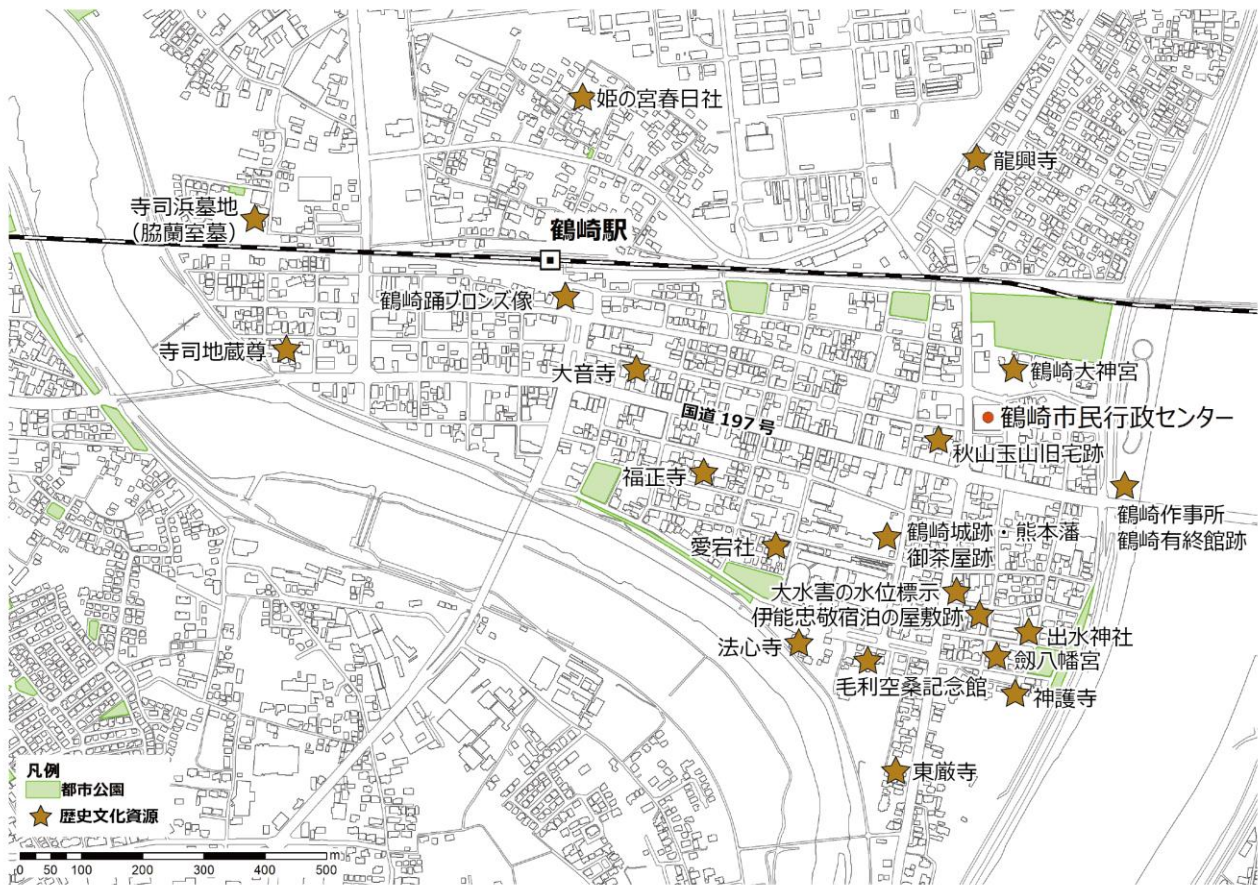 姫の宮春日社
龍興寺
寺司浜墓地
(脇蘭室墓)
鶴崎駅
鶴崎踊ブロンズ像
寺司地蔵尊
大音寺
鶴崎大神宮
国道197号
鶴崎市民行政センター
秋山玉山旧宅跡
福正寺
鶴崎作事所
鶴崎有終館跡
鶴崎城跡・熊本藩
御茶屋跡
愛宕社
大水害の水位標示
伊能忠敬宿泊の屋敷跡
出水神社
法心寺
劔八幡宮
毛利空桑記念館
神護寺
東厳寺
凡例
都市公園
歴史文化資源
0 50 100 200 300 400 500 m